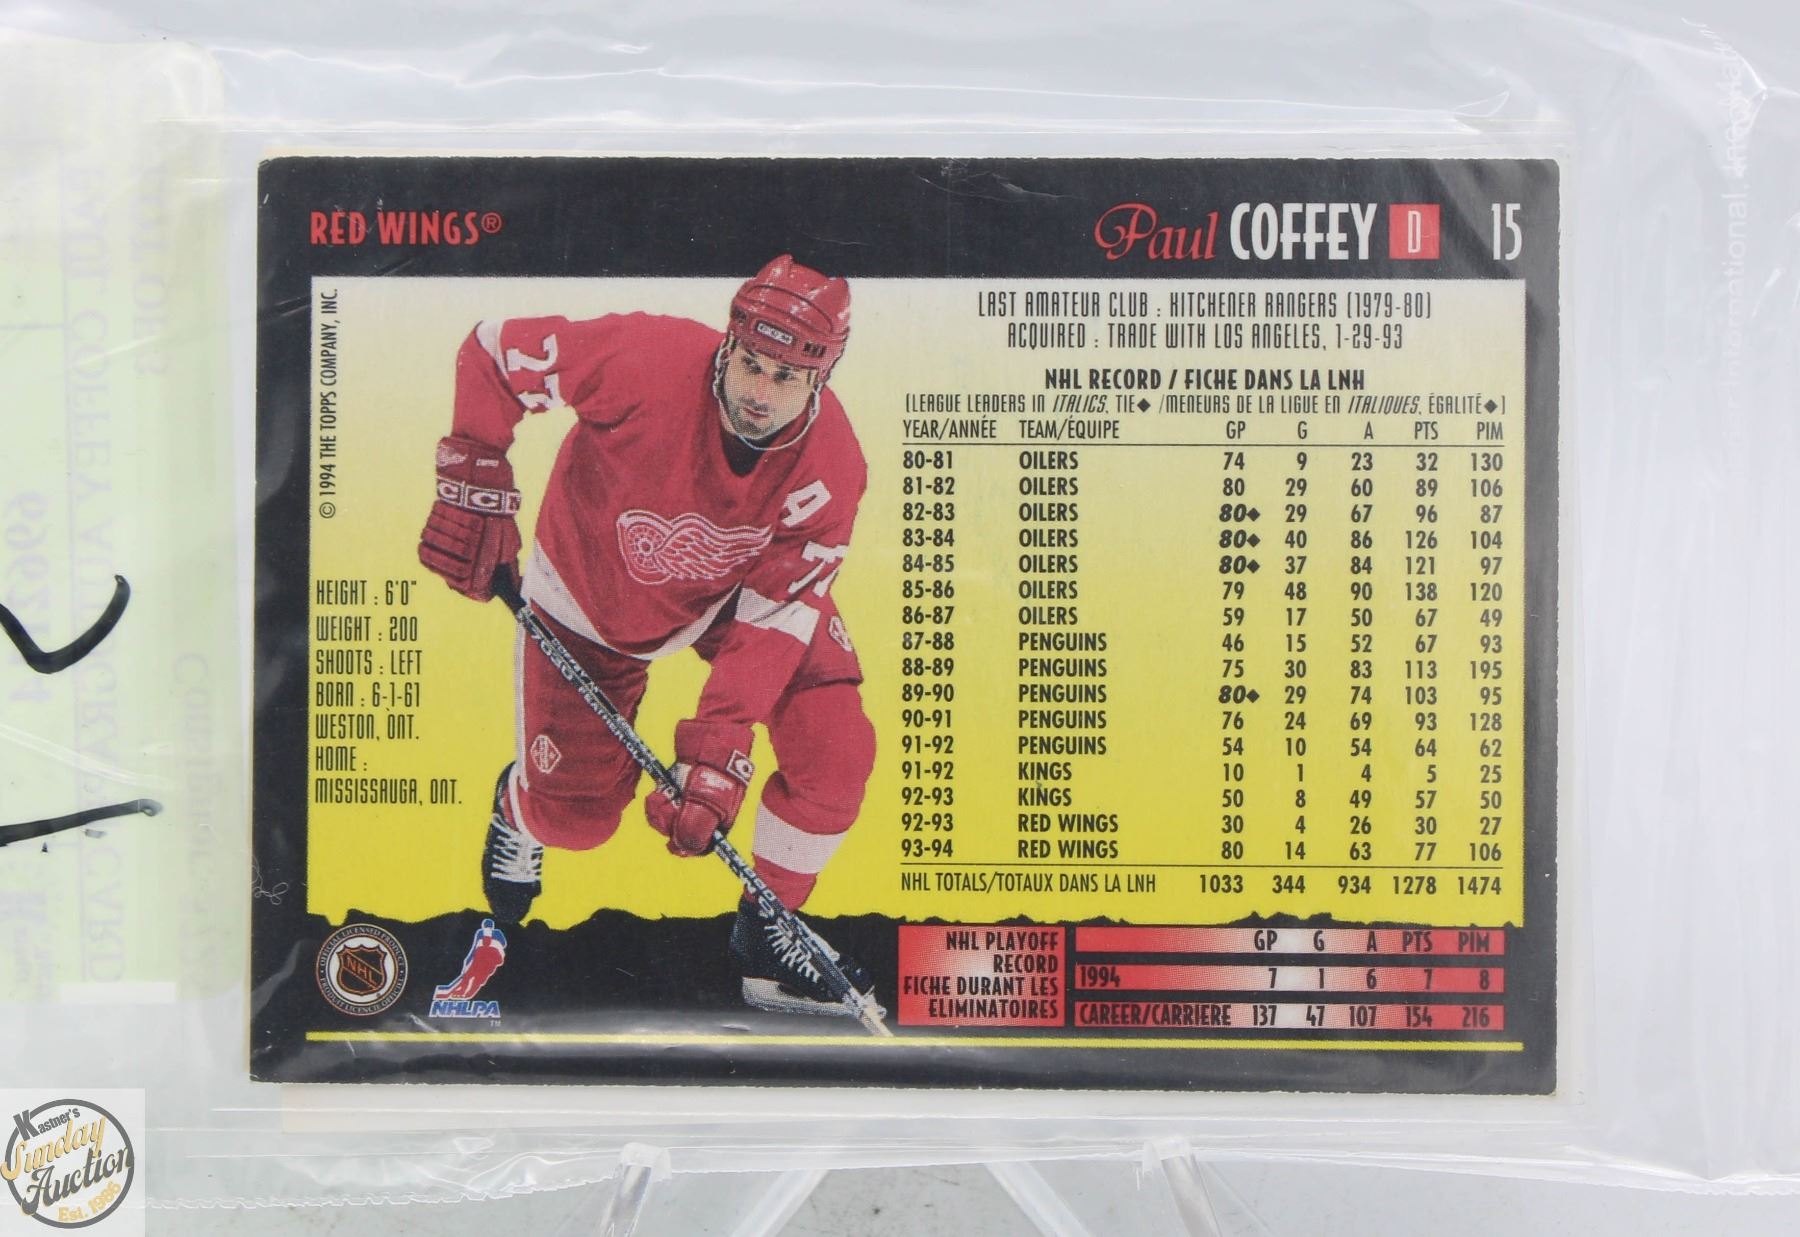 RED WINGS®
Paul COFFEY D 15
© 1994 THE TOPPS COMPANY, INC.
LAST AMATEUR CLUB : KITCHENER RANGERS (1979-80)
ACQUIRED : TRADE WITH LOS ANGELES, 1-29-93
NHL RECORD / FICHE DANS LA LNH
(LEAGUE LEADERS IN ITALICS, TIE◆ /MENEURS DE LA LIGUE EN ITALIQUES, ÉGALITÉ◆)
YEAR/ANNÉE TEAM/ÉQUIPE GP G A PTS PIM
80-81 OILERS 74 9 23 32 130
81-82 OILERS 80 29 60 89 106
82-83 OILERS 80◆ 29 67 96 87
83-84 OILERS 80◆ 40 86 126 104
84-85 OILERS 80◆ 37 84 121 97
85-86 OILERS 79 48 90 138 120
86-87 OILERS 59 17 50 67 49
87-88 PENGUINS 46 15 52 67 93
88-89 PENGUINS 75 30 83 113 195
89-90 PENGUINS 80◆ 29 74 103 95
90-91 PENGUINS 76 24 69 93 128
91-92 PENGUINS 54 10 54 64 62
91-92 KINGS 10 1 4 5 25
92-93 KINGS 50 8 49 57 50
92-93 RED WINGS 30 4 26 30 27
93-94 RED WINGS 80 14 63 77 106
NHL TOTALS/TOTAUX DANS LA LNH 1033 344 934 1278 1474
HEIGHT : 6'0"
WEIGHT : 200
SHOOTS : LEFT
BORN : 6-1-61
WESTON, ONT.
HOME :
MISSISSAUGA, ONT.
77
A
CCM
NHL
NHLPA
TM
NHL PLAYOFF
RECORD
FICHE DURANT LES
ELIMINATOIRES
GP G A PTS PIM
1994 7 1 6 7 8
CAREER/CARRIERE 137 47 107 154 216
PAUL COFFEY AUTOGRAPH CARD
Kastner's
Sunday
Auction
Est. 1986